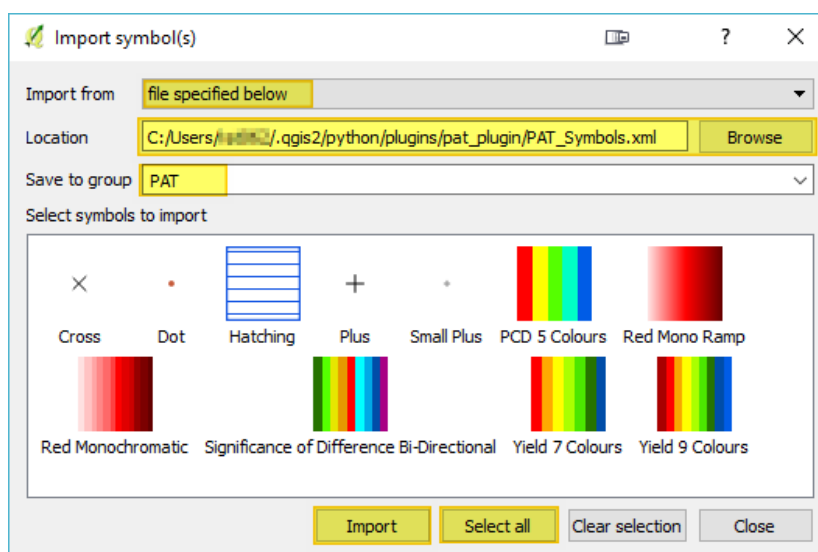 Import symbol(s)
Import from file specified below
Location C:/Users/ /.qgis2/python/plugins/pat_plugin/PAT_Symbols.xml Browse
Save to group PAT
Select symbols to import
Cross Dot Hatching Plus Small Plus PCD 5 Colours Red Mono Ramp
Red Monochromatic Significance of Difference Bi-Directional Yield 7 Colours Yield 9 Colours
Import Select all Clear selection Close